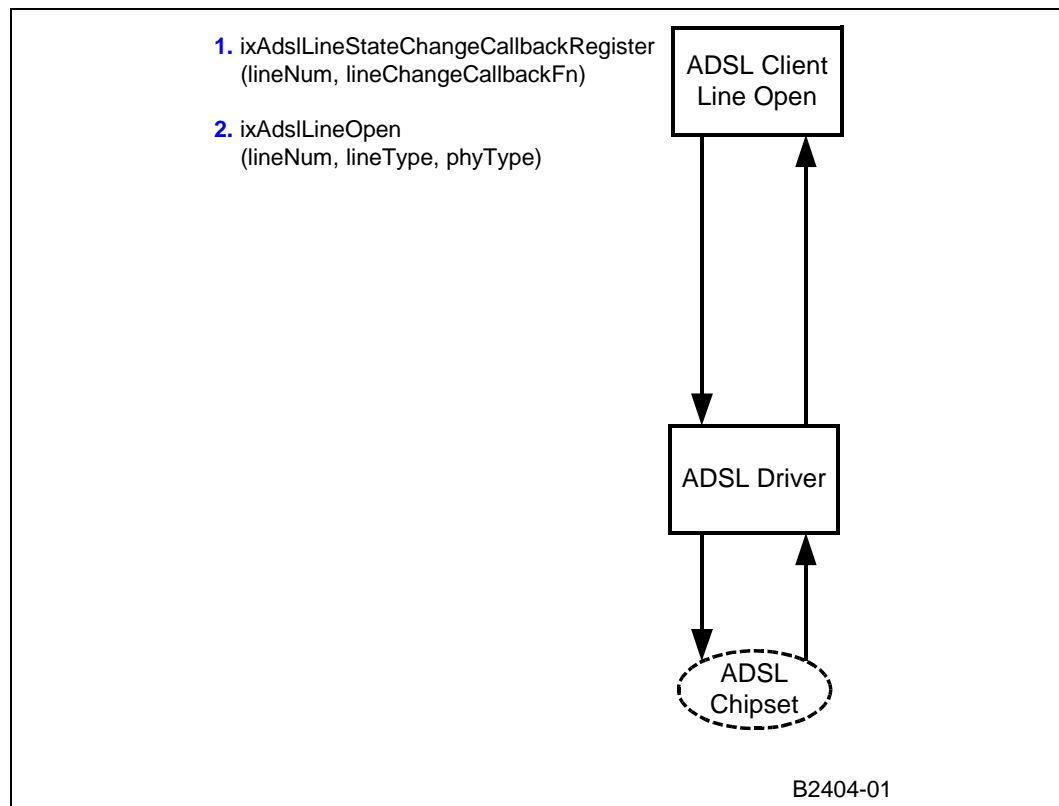 1. ixAdslLineStateChangeCallbackRegister
(lineNum, lineChangeCallbackFn)
2. ixAdslLineOpen
(lineNum, lineType, phyType)
ADSL Client
Line Open
ADSL Driver
ADSL
Chipset
B2404-01